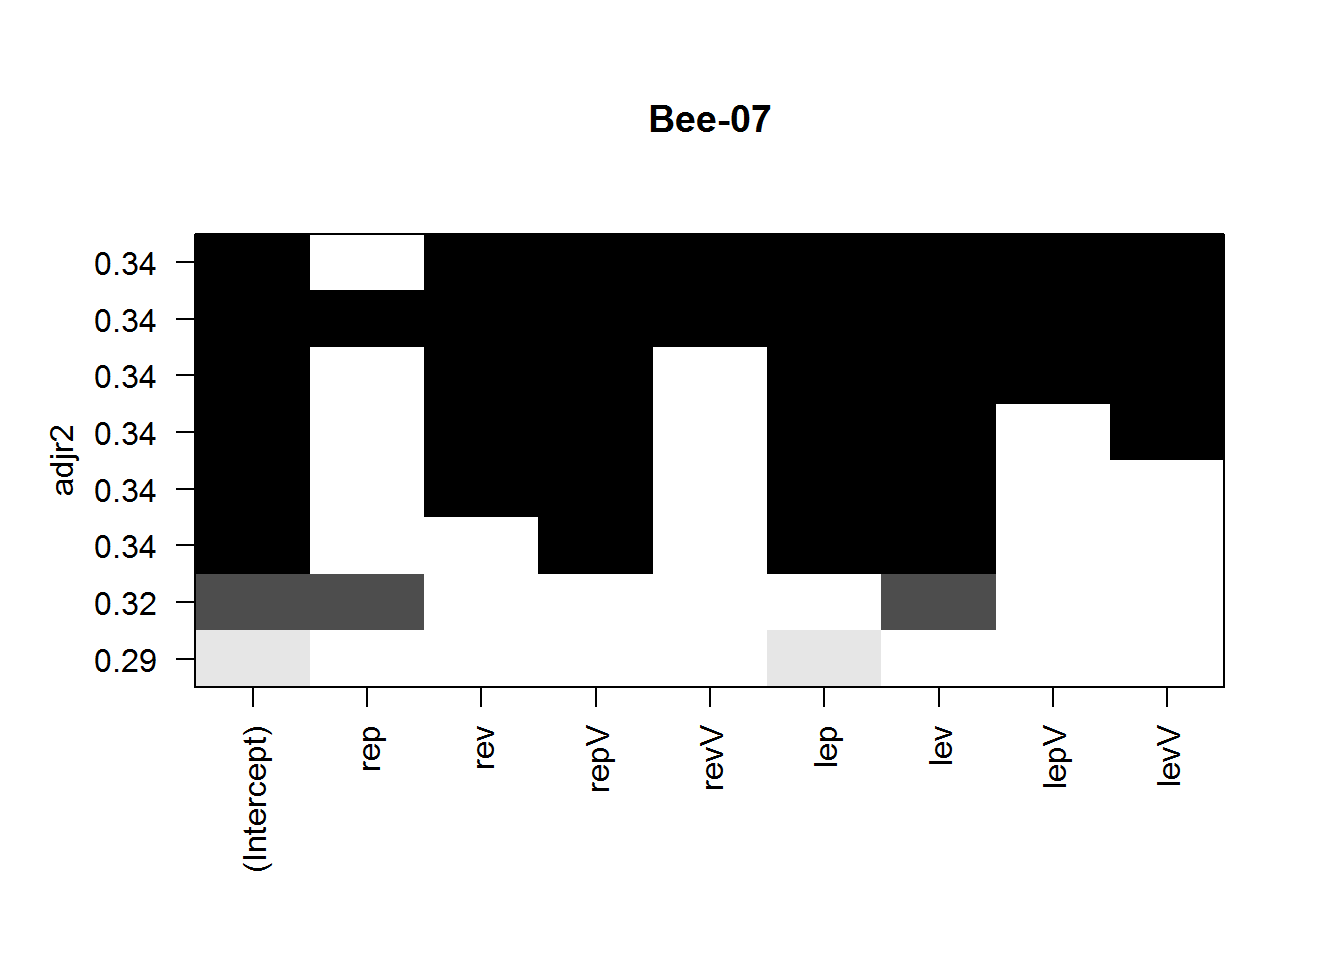 Bee-07
adjr2
0.34
0.34
0.34
0.34
0.34
0.34
0.32
0.29
(Intercept)
rep
rev
repV
revV
lep
lev
lepV
levV